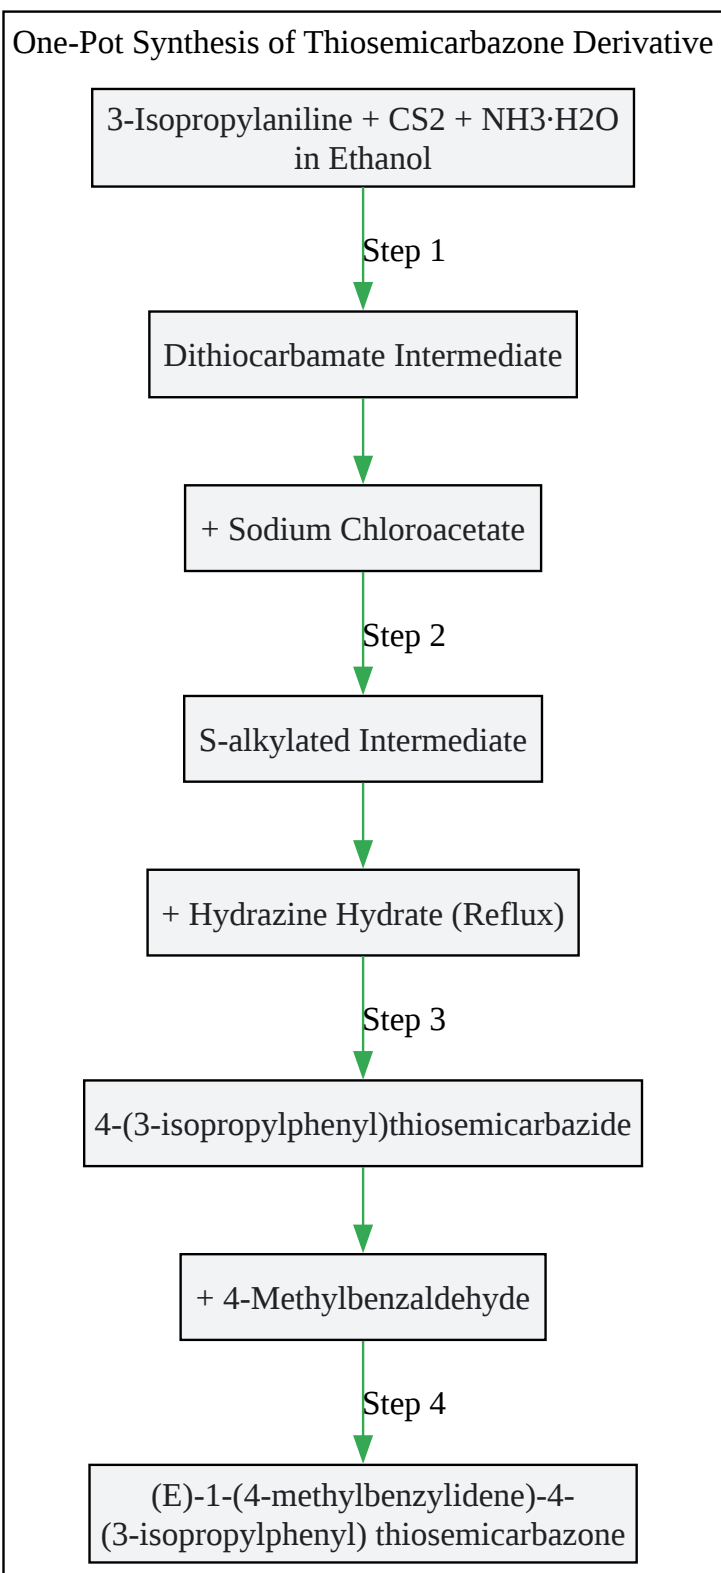 One-Pot Synthesis of Thiosemicarbazone Derivative
3-Isopropylaniline + CS2 + NH3·H2O
in Ethanol
Step 1
Dithiocarbamate Intermediate
+ Sodium Chloroacetate
Step 2
S-alkylated Intermediate
+ Hydrazine Hydrate (Reflux)
Step 3
4-(3-isopropylphenyl)thiosemicarbazide
+ 4-Methylbenzaldehyde
Step 4
(E)-1-(4-methylbenzylidene)-4-
(3-isopropylphenyl) thiosemicarbazone